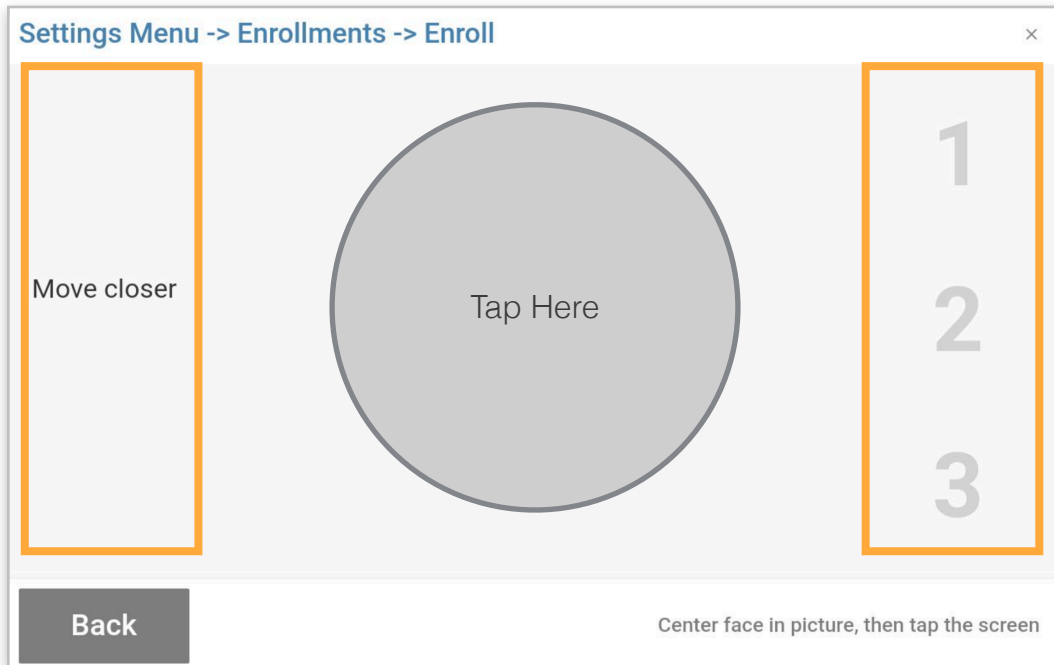 Settings Menu -> Enrollments -> Enroll ×
Move closer
Tap Here
1
2
3
Back
Center face in picture, then tap the screen